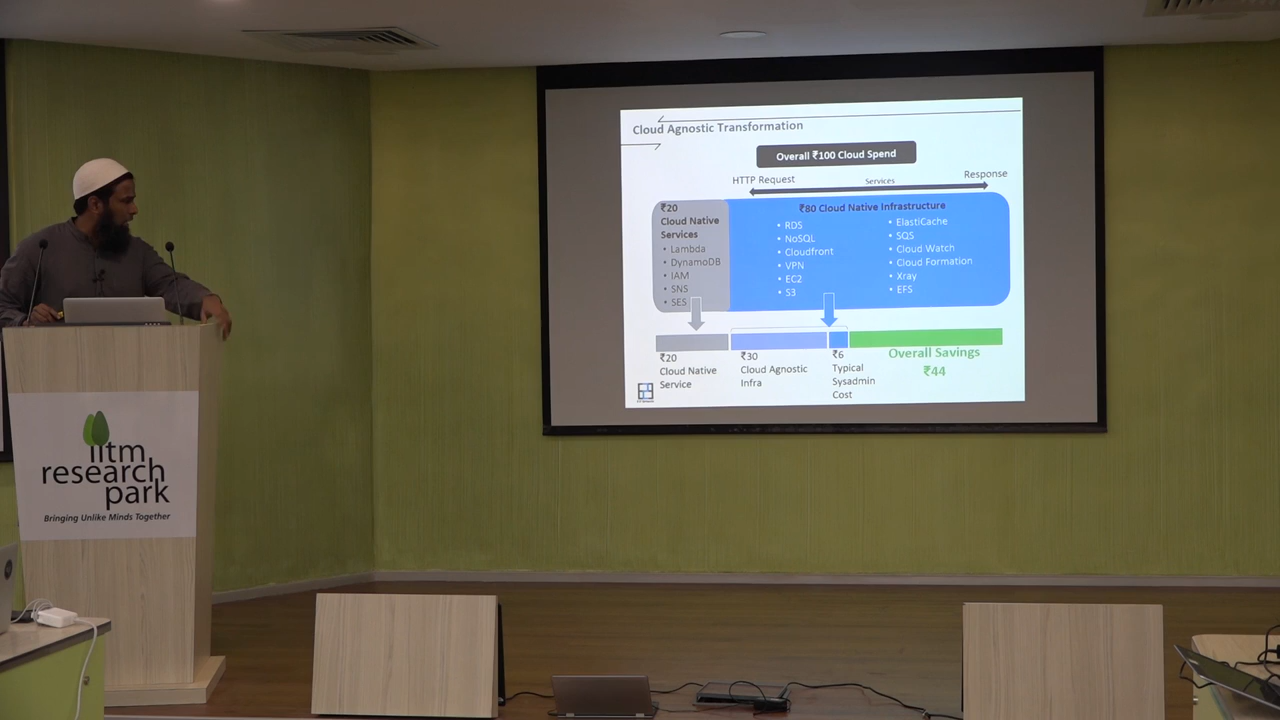 Cloud Agnostic Transformation
Overall ₹100 Cloud Spend
HTTP Request
Services
Response
₹20
Cloud Native
Services
• Lambda
• DynamoDB
• IAM
• SNS
• SES
₹80 Cloud Native Infrastructure
• RDS
• NoSQL
• Cloudfront
• VPN
• EC2
• S3
• ElastiCache
• SQS
• Cloud Watch
• Cloud Formation
• Xray
• EFS
₹20
Cloud Native
Service
₹30
Cloud Agnostic
Infra
₹6
Typical
Sysadmin
Cost
Overall Savings
₹44
iitm
research
park
Bringing Unlike Minds Together